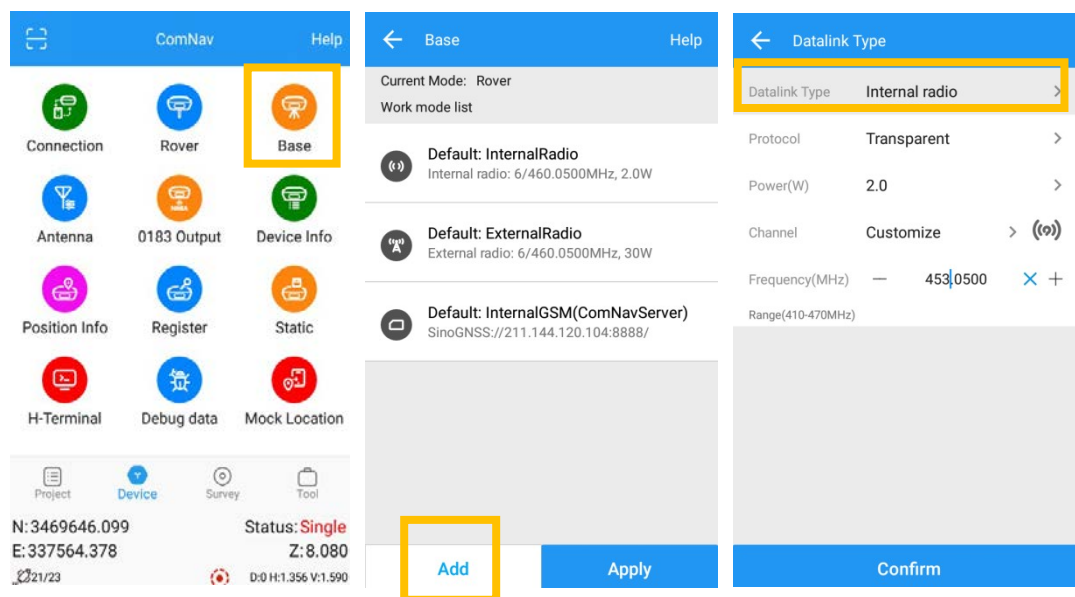 ComNav Help
Connection Rover Base
Antenna 0183 Output Device Info
Position Info Register Static
H-Terminal Debug data Mock Location
Project Device Survey Tool
N:3469646.099 Status:Single
E:337564.378 Z:8.080
21/23 D:0 H:1.356 V:1.590
Base Help
Current Mode: Rover
Work mode list
Default: InternalRadio
Internal radio: 6/460.0500MHz, 2.0W
Default: ExternalRadio
External radio: 6/460.0500MHz, 30W
Default: InternalGSM(ComNavServer)
SinoGNSS://211.144.120.104:8888/
Add Apply
Datalink Type
Datalink Type Internal radio >
Protocol Transparent >
Power(W) 2.0 >
Channel Customize >
Frequency(MHz) — 453.0500 × +
Range(410-470MHz)
Confirm